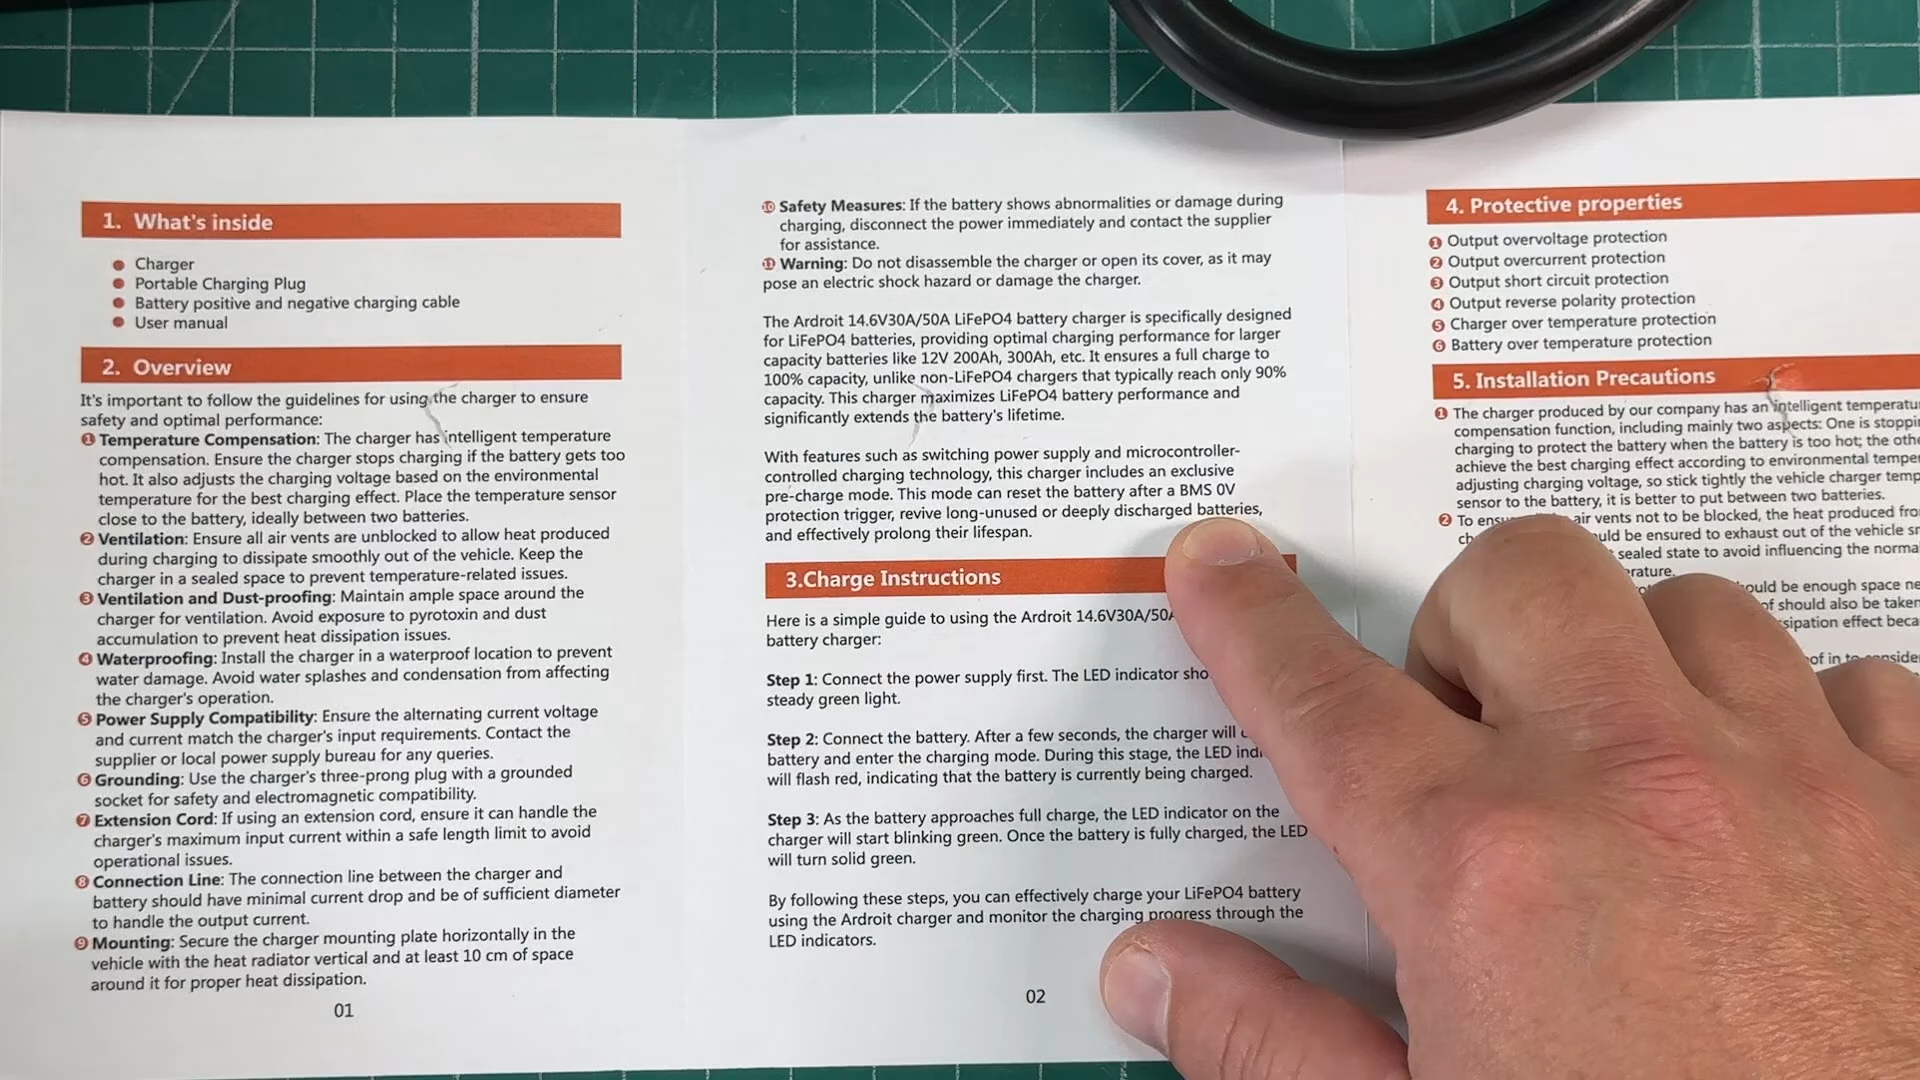 1. What's inside
Charger
Portable Charging Plug
Battery positive and negative charging cable
User manual
2. Overview
It's important to follow the guidelines for using the charger to ensure
safety and optimal performance:
1 Temperature Compensation: The charger has intelligent temperature
compensation. Ensure the charger stops charging if the battery gets too
hot. It also adjusts the charging voltage based on the environmental
temperature for the best charging effect. Place the temperature sensor
close to the battery, ideally between two batteries.
2 Ventilation: Ensure all air vents are unblocked to allow heat produced
during charging to dissipate smoothly out of the vehicle. Keep the
charger in a sealed space to prevent temperature-related issues.
3 Ventilation and Dust-proofing: Maintain ample space around the
charger for ventilation. Avoid exposure to pyrotoxin and dust
accumulation to prevent heat dissipation issues.
4 Waterproofing: Install the charger in a waterproof location to prevent
water damage. Avoid water splashes and condensation from affecting
the charger's operation.
5 Power Supply Compatibility: Ensure the alternating current voltage
and current match the charger's input requirements. Contact the
supplier or local power supply bureau for any queries.
6 Grounding: Use the charger's three-prong plug with a grounded
socket for safety and electromagnetic compatibility.
7 Extension Cord: If using an extension cord, ensure it can handle the
charger's maximum input current within a safe length limit to avoid
operational issues.
8 Connection Line: The connection line between the charger and
battery should have minimal current drop and be of sufficient diameter
to handle the output current.
9 Mounting: Secure the charger mounting plate horizontally in the
vehicle with the heat radiator vertical and at least 10 cm of space
around it for proper heat dissipation.
01
10 Safety Measures: If the battery shows abnormalities or damage during
charging, disconnect the power immediately and contact the supplier
for assistance.
11 Warning: Do not disassemble the charger or open its cover, as it may
pose an electric shock hazard or damage the charger.
The Ardroit 14.6V30A/50A LiFePO4 battery charger is specifically designed
for LiFePO4 batteries, providing optimal charging performance for larger
capacity batteries like 12V 200Ah, 300Ah, etc. It ensures a full charge to
100% capacity, unlike non-LiFePO4 chargers that typically reach only 90%
capacity. This charger maximizes LiFePO4 battery performance and
significantly extends the battery's lifetime.
With features such as switching power supply and microcontroller-
controlled charging technology, this charger includes an exclusive
pre-charge mode. This mode can reset the battery after a BMS 0V
protection trigger, revive long-unused or deeply discharged batteries,
and effectively prolong their lifespan.
3.Charge Instructions
Here is a simple guide to using the Ardroit 14.6V30A/50A
battery charger:
Step 1: Connect the power supply first. The LED indicator
steady green light.
Step 2: Connect the battery. After a few seconds, the charger will
battery and enter the charging mode. During this stage, the LED
will flash red, indicating that the battery is currently being charged.
Step 3: As the battery approaches full charge, the LED indicator on the
charger will start blinking green. Once the battery is fully charged, the LED
will turn solid green.
By following these steps, you can effectively charge your LiFePO4 battery
using the Ardroit charger and monitor the charging progress through the
LED indicators.
02
4. Protective properties
1 Output overvoltage protection
2 Output overcurrent protection
3 Output short circuit protection
4 Output reverse polarity protection
5 Charger over temperature protection
6 Battery over temperature protection
5. Installation Precautions
1 The charger produced by our company has an intelligent
compensation function, including mainly two aspects: One is
charging to protect the battery when the battery is too hot; the
achieve the best charging effect according to environmental
adjusting charging voltage, so stick tightly the vehicle charger
sensor to the battery, it is better to put between two batteries.
2 To air vents not to be blocked, the heat produced
be ensured to exhaust out of the vehicle
sealed state to avoid influencing the
be enough space
should also be taken
effect
of in to